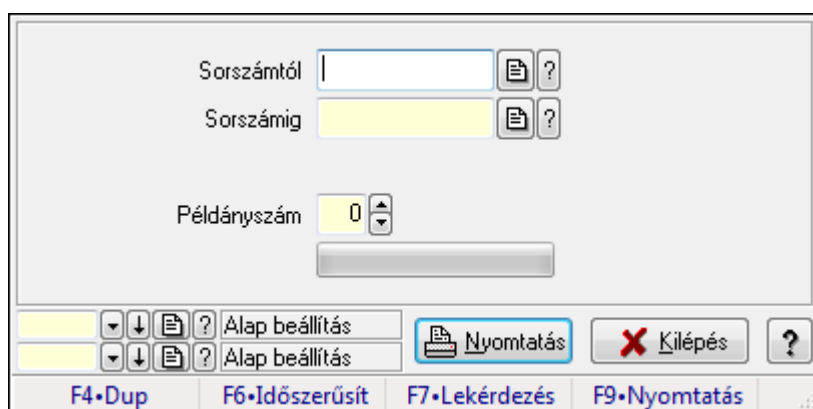 Sorszámtól ?
Sorszámig ?
Példányszám 0
? Alap beállítás
? Alap beállítás
Nyomtatás Kilépés ?
F4•Dup F6•Időszerűsít F7•Lekérdezés F9•Nyomtatás